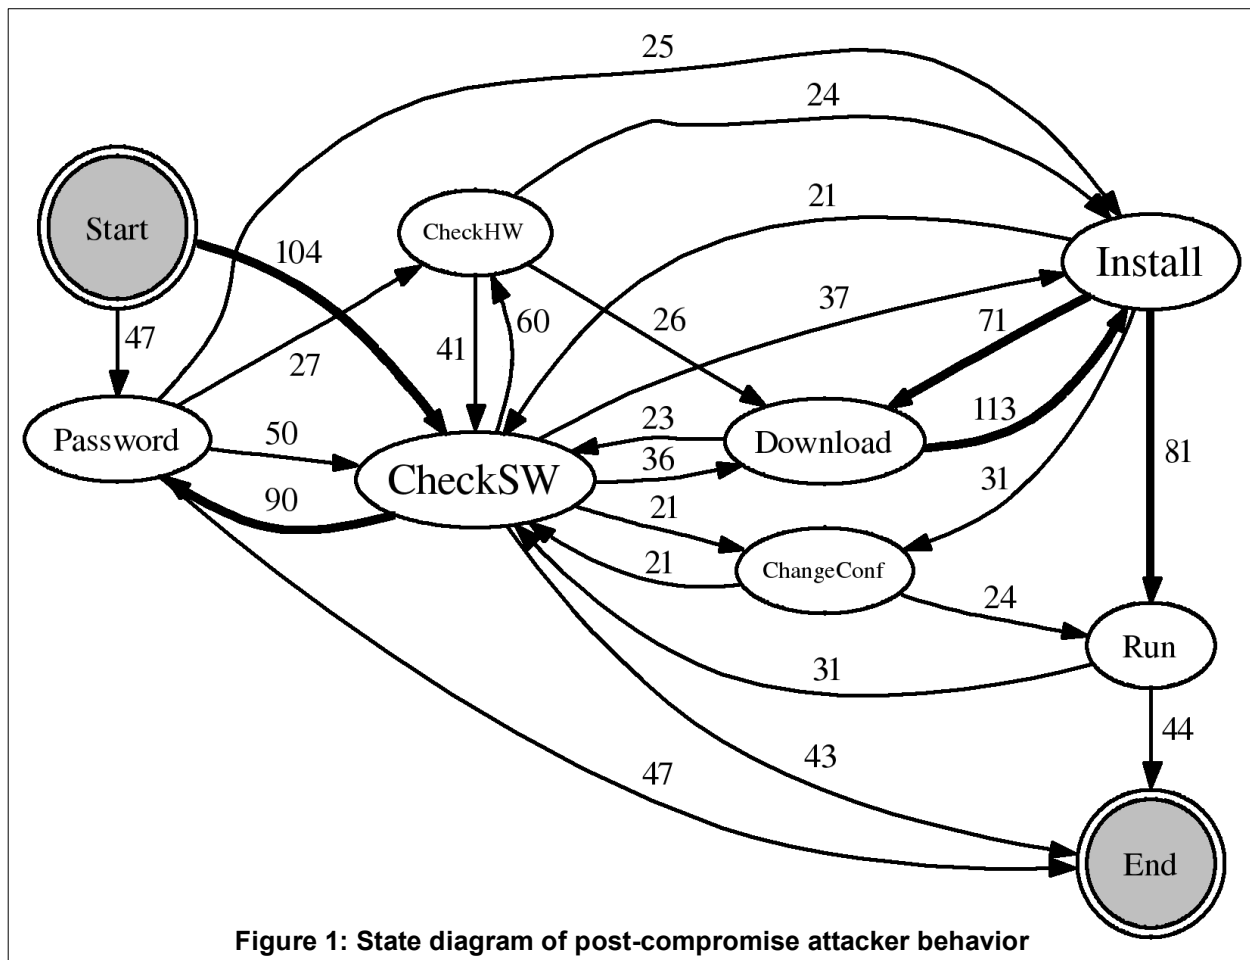 25
24
Start
21
CheckHW
104
Install
37
60
47
26
71
41
27
113
23
50
Password
Download
36
81
CheckSW
31
90
21
21
ChangeConf
24
Run
31
44
43
47
End
Figure 1: State diagram of post-compromise attacker behavior